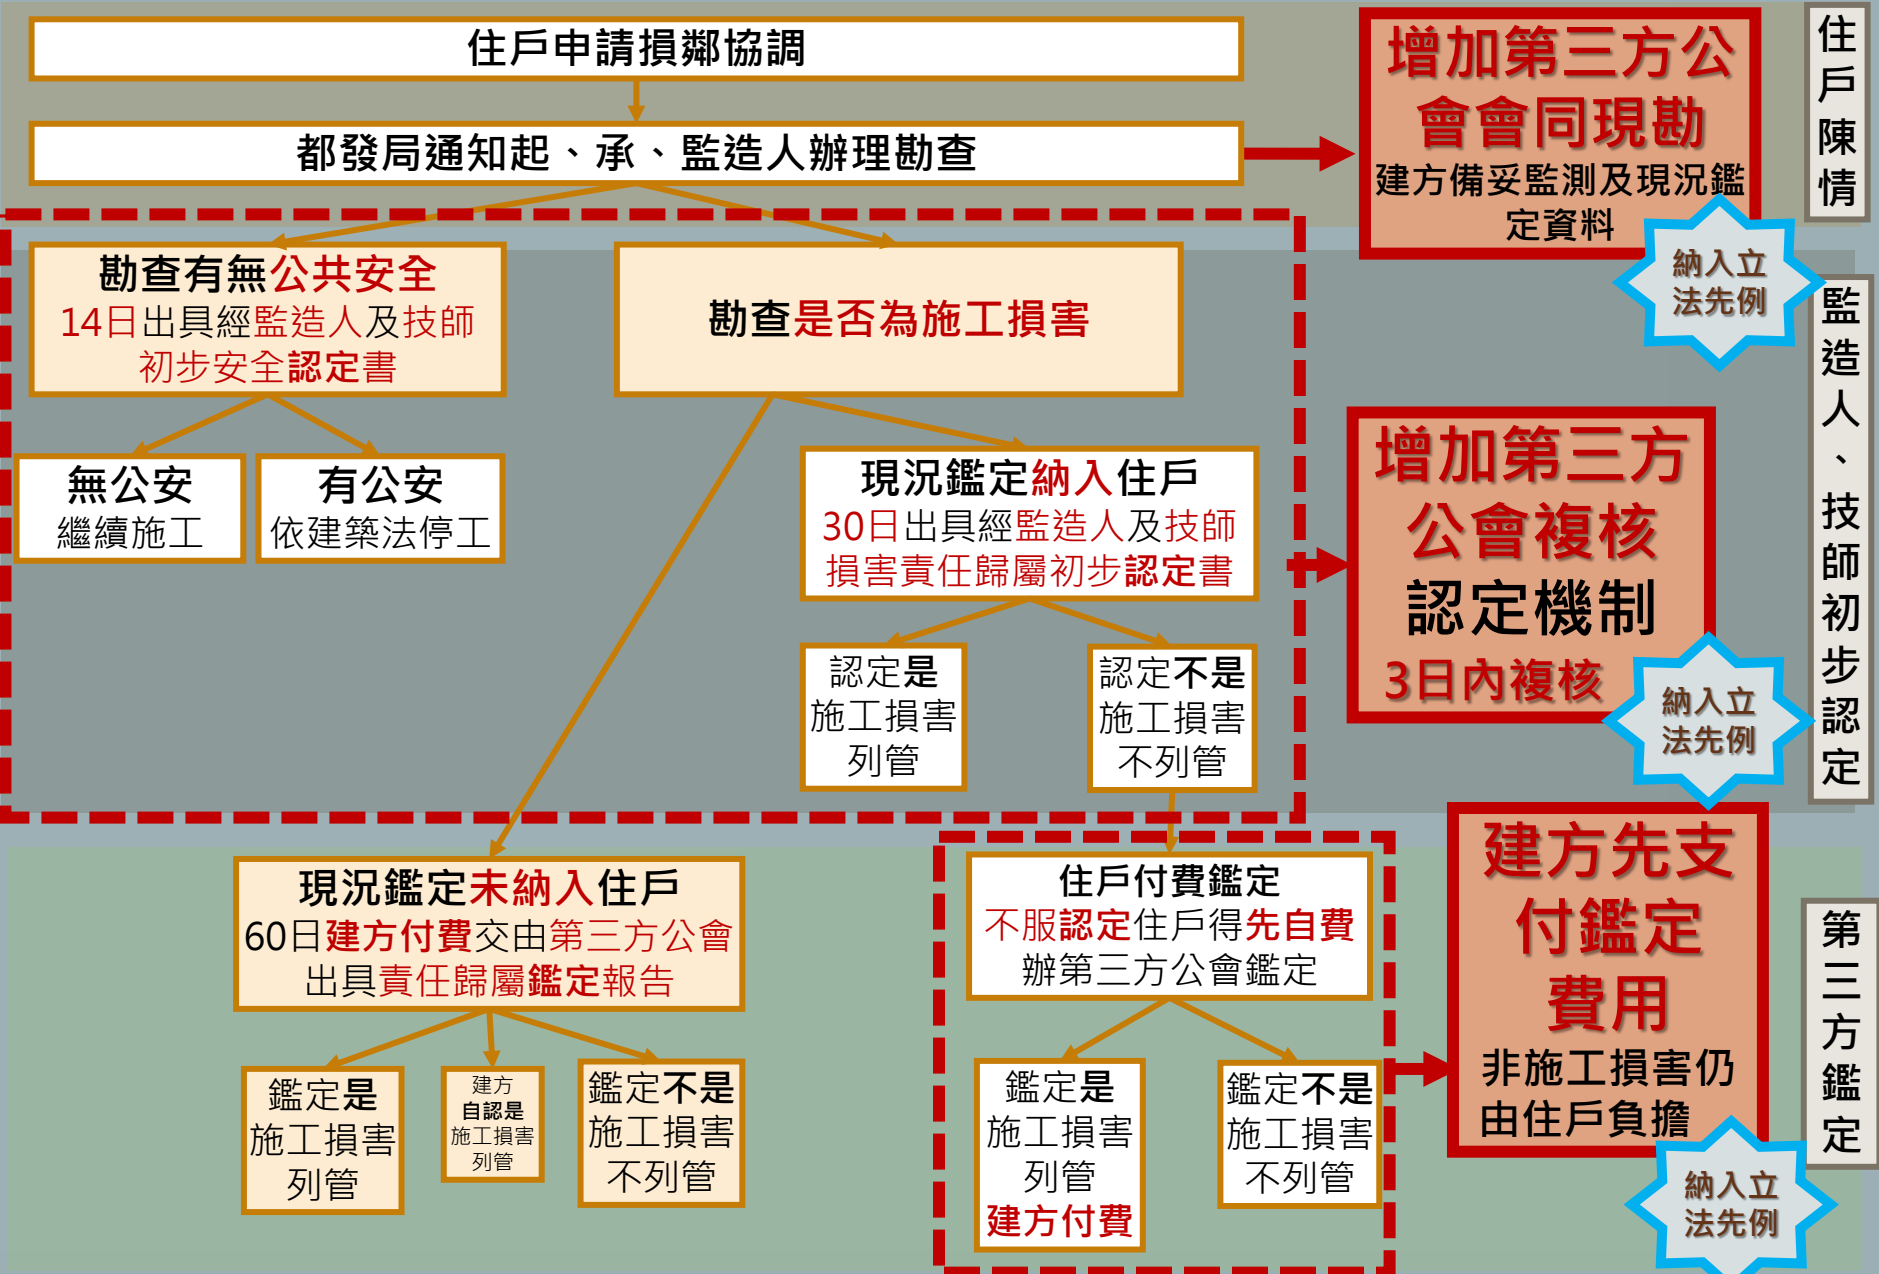 住戶申請損鄰協調
都發局通知起、承、監造人辦理勘查
增加第三方公
會會同現勘
建方備妥監測及現況鑑
定資料
納入立
法先例
住戶陳情
勘查有無公共安全
14日出具經監造人及技師
初步安全認定書
勘查是否為施工損害
無公安
繼續施工
有公安
依建築法停工
現況鑑定納入住戶
30日出具經監造人及技師
損害責任歸屬初步認定書
認定是
施工損害
列管
認定不是
施工損害
不列管
增加第三方
公會複核
認定機制
3日內複核
納入立
法先例
監造人、技師初步認定
現況鑑定未納入住戶
60日建方付費交由第三方公會
出具責任歸屬鑑定報告
鑑定是
施工損害
列管
建方
自認是
施工損害
列管
鑑定不是
施工損害
不列管
住戶付費鑑定
不服認定住戶得先自費
辦第三方公會鑑定
鑑定是
施工損害
列管
建方付費
鑑定不是
施工損害
不列管
建方先支
付鑑定
費用
非施工損害仍
由住戶負擔
納入立
法先例
第三方鑑定